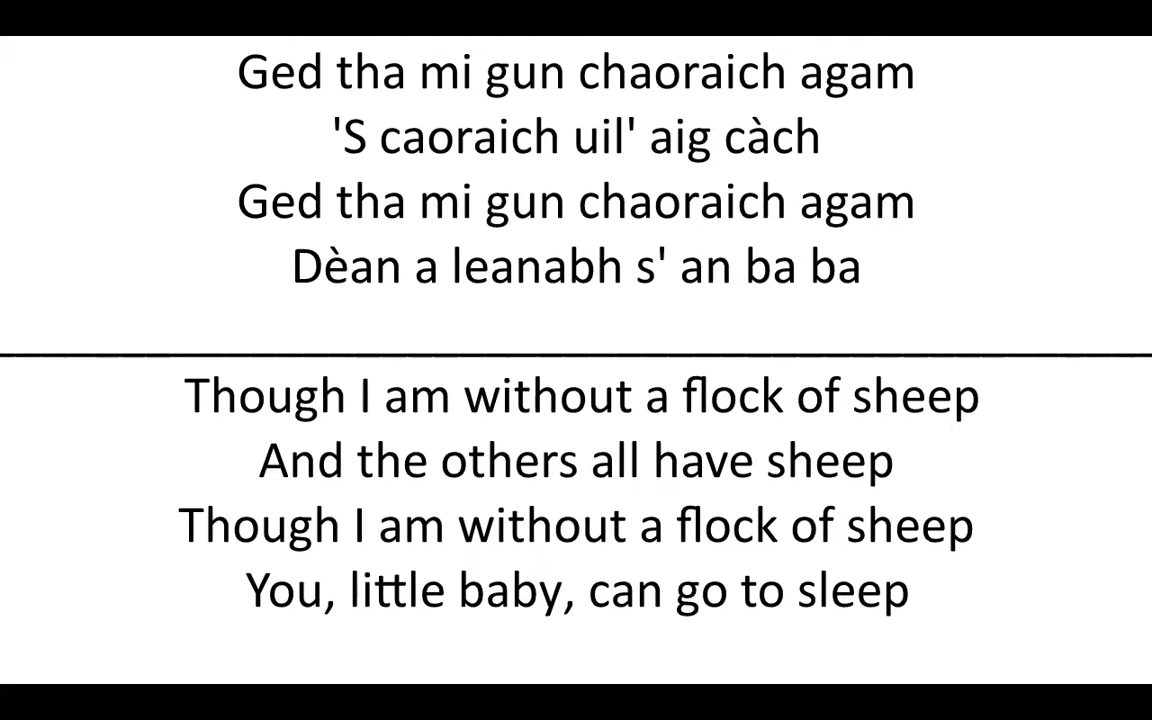 Ged tha mi gun chaoraich agam
'S caoraich uil' aig càch
Ged tha mi gun chaoraich agam
Dèan a leanabh s' an ba ba
Though I am without a flock of sheep
And the others all have sheep
Though I am without a flock of sheep
You, little baby, can go to sleep